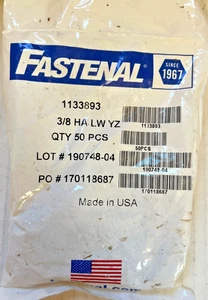 FASTENAL
SINCE
1967
1133893
1133893
3/8 HA LW YZ
QTY 50 PCS
50PCS
LOT # 190748-04
190748-04
PO # 170118687
170118687
Made in USA
.com